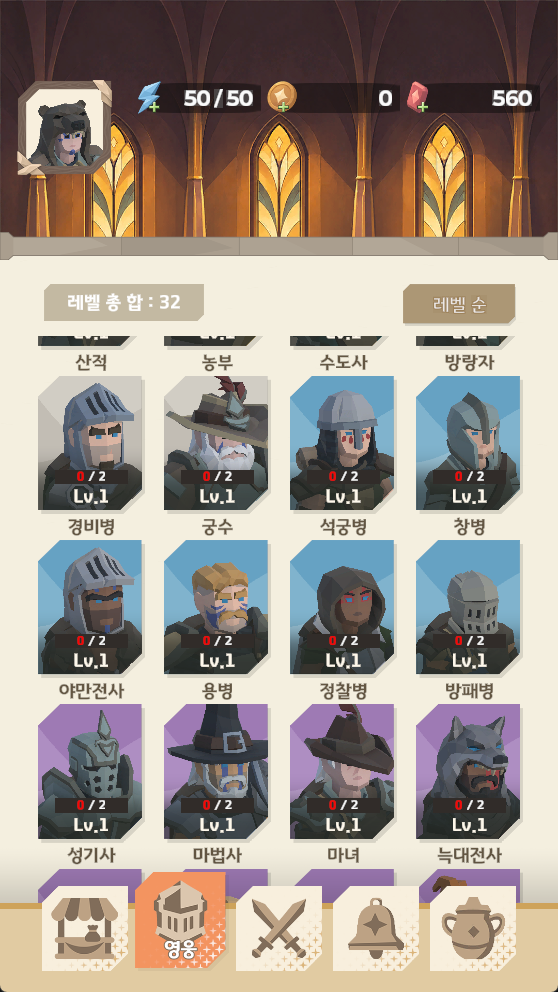 50/50
0
560
레벨 총 합 : 32
레벨 순
산적 농부 수도사 방랑자
0 / 2 0 / 2 0 / 2 0 / 2
Lv.1 Lv.1 Lv.1 Lv.1
경비병 궁수 석궁병 창병
0 / 2 0 / 2 0 / 2 0 / 2
Lv.1 Lv.1 Lv.1 Lv.1
야만전사 용병 정찰병 방패병
0 / 2 0 / 2 0 / 2 0 / 2
Lv.1 Lv.1 Lv.1 Lv.1
성기사 마법사 마녀 늑대전사
영웅